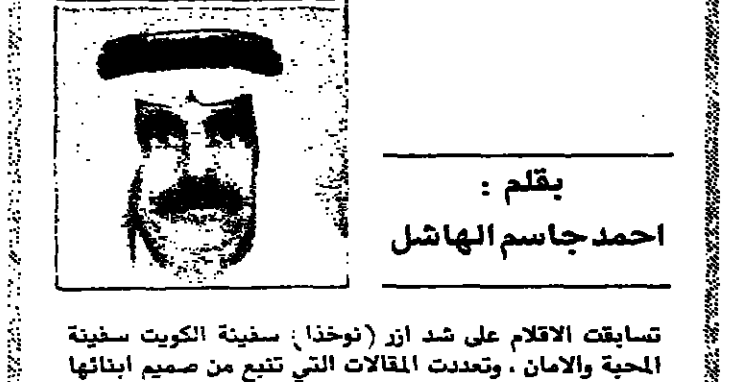 بقلم :
احمد جاسم الهاشل
تسابقت الاقلام على شد ازر (نوخذا) سفينة الكويت سفينة
المحبة والامان ، وتعددت المقالات التي تنبع من صميم ابنائها